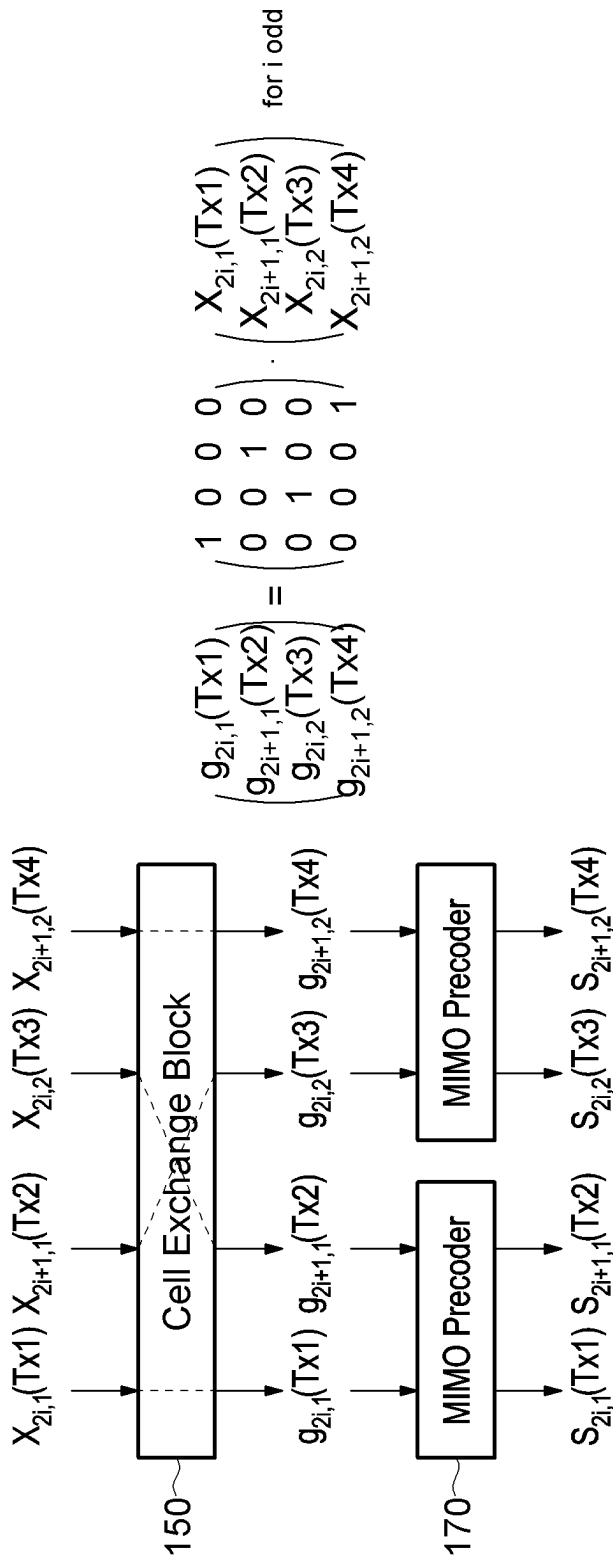 X2i,1(Tx1) X2i+1,1(Tx2) X2i,2(Tx3) X2i+1,2(Tx4)
150
Cell Exchange Block
g2i,1(Tx1) g2i+1,1(Tx2) g2i,2(Tx3) g2i+1,2(Tx4)
170
MIMO Precoder MIMO Precoder
S2i,1(Tx1) S2i+1,1(Tx2) S2i,2(Tx3) S2i+1,2(Tx4)
g2i,1(Tx1) 1 0 0 0 X2i,1(Tx1)
g2i+1,1(Tx2) 0 0 1 0 X2i+1,1(Tx2)
= · for i odd
g2i,2(Tx3) 0 1 0 0 X2i,2(Tx3)
g2i+1,2(Tx4) 0 0 0 1 X2i+1,2(Tx4)